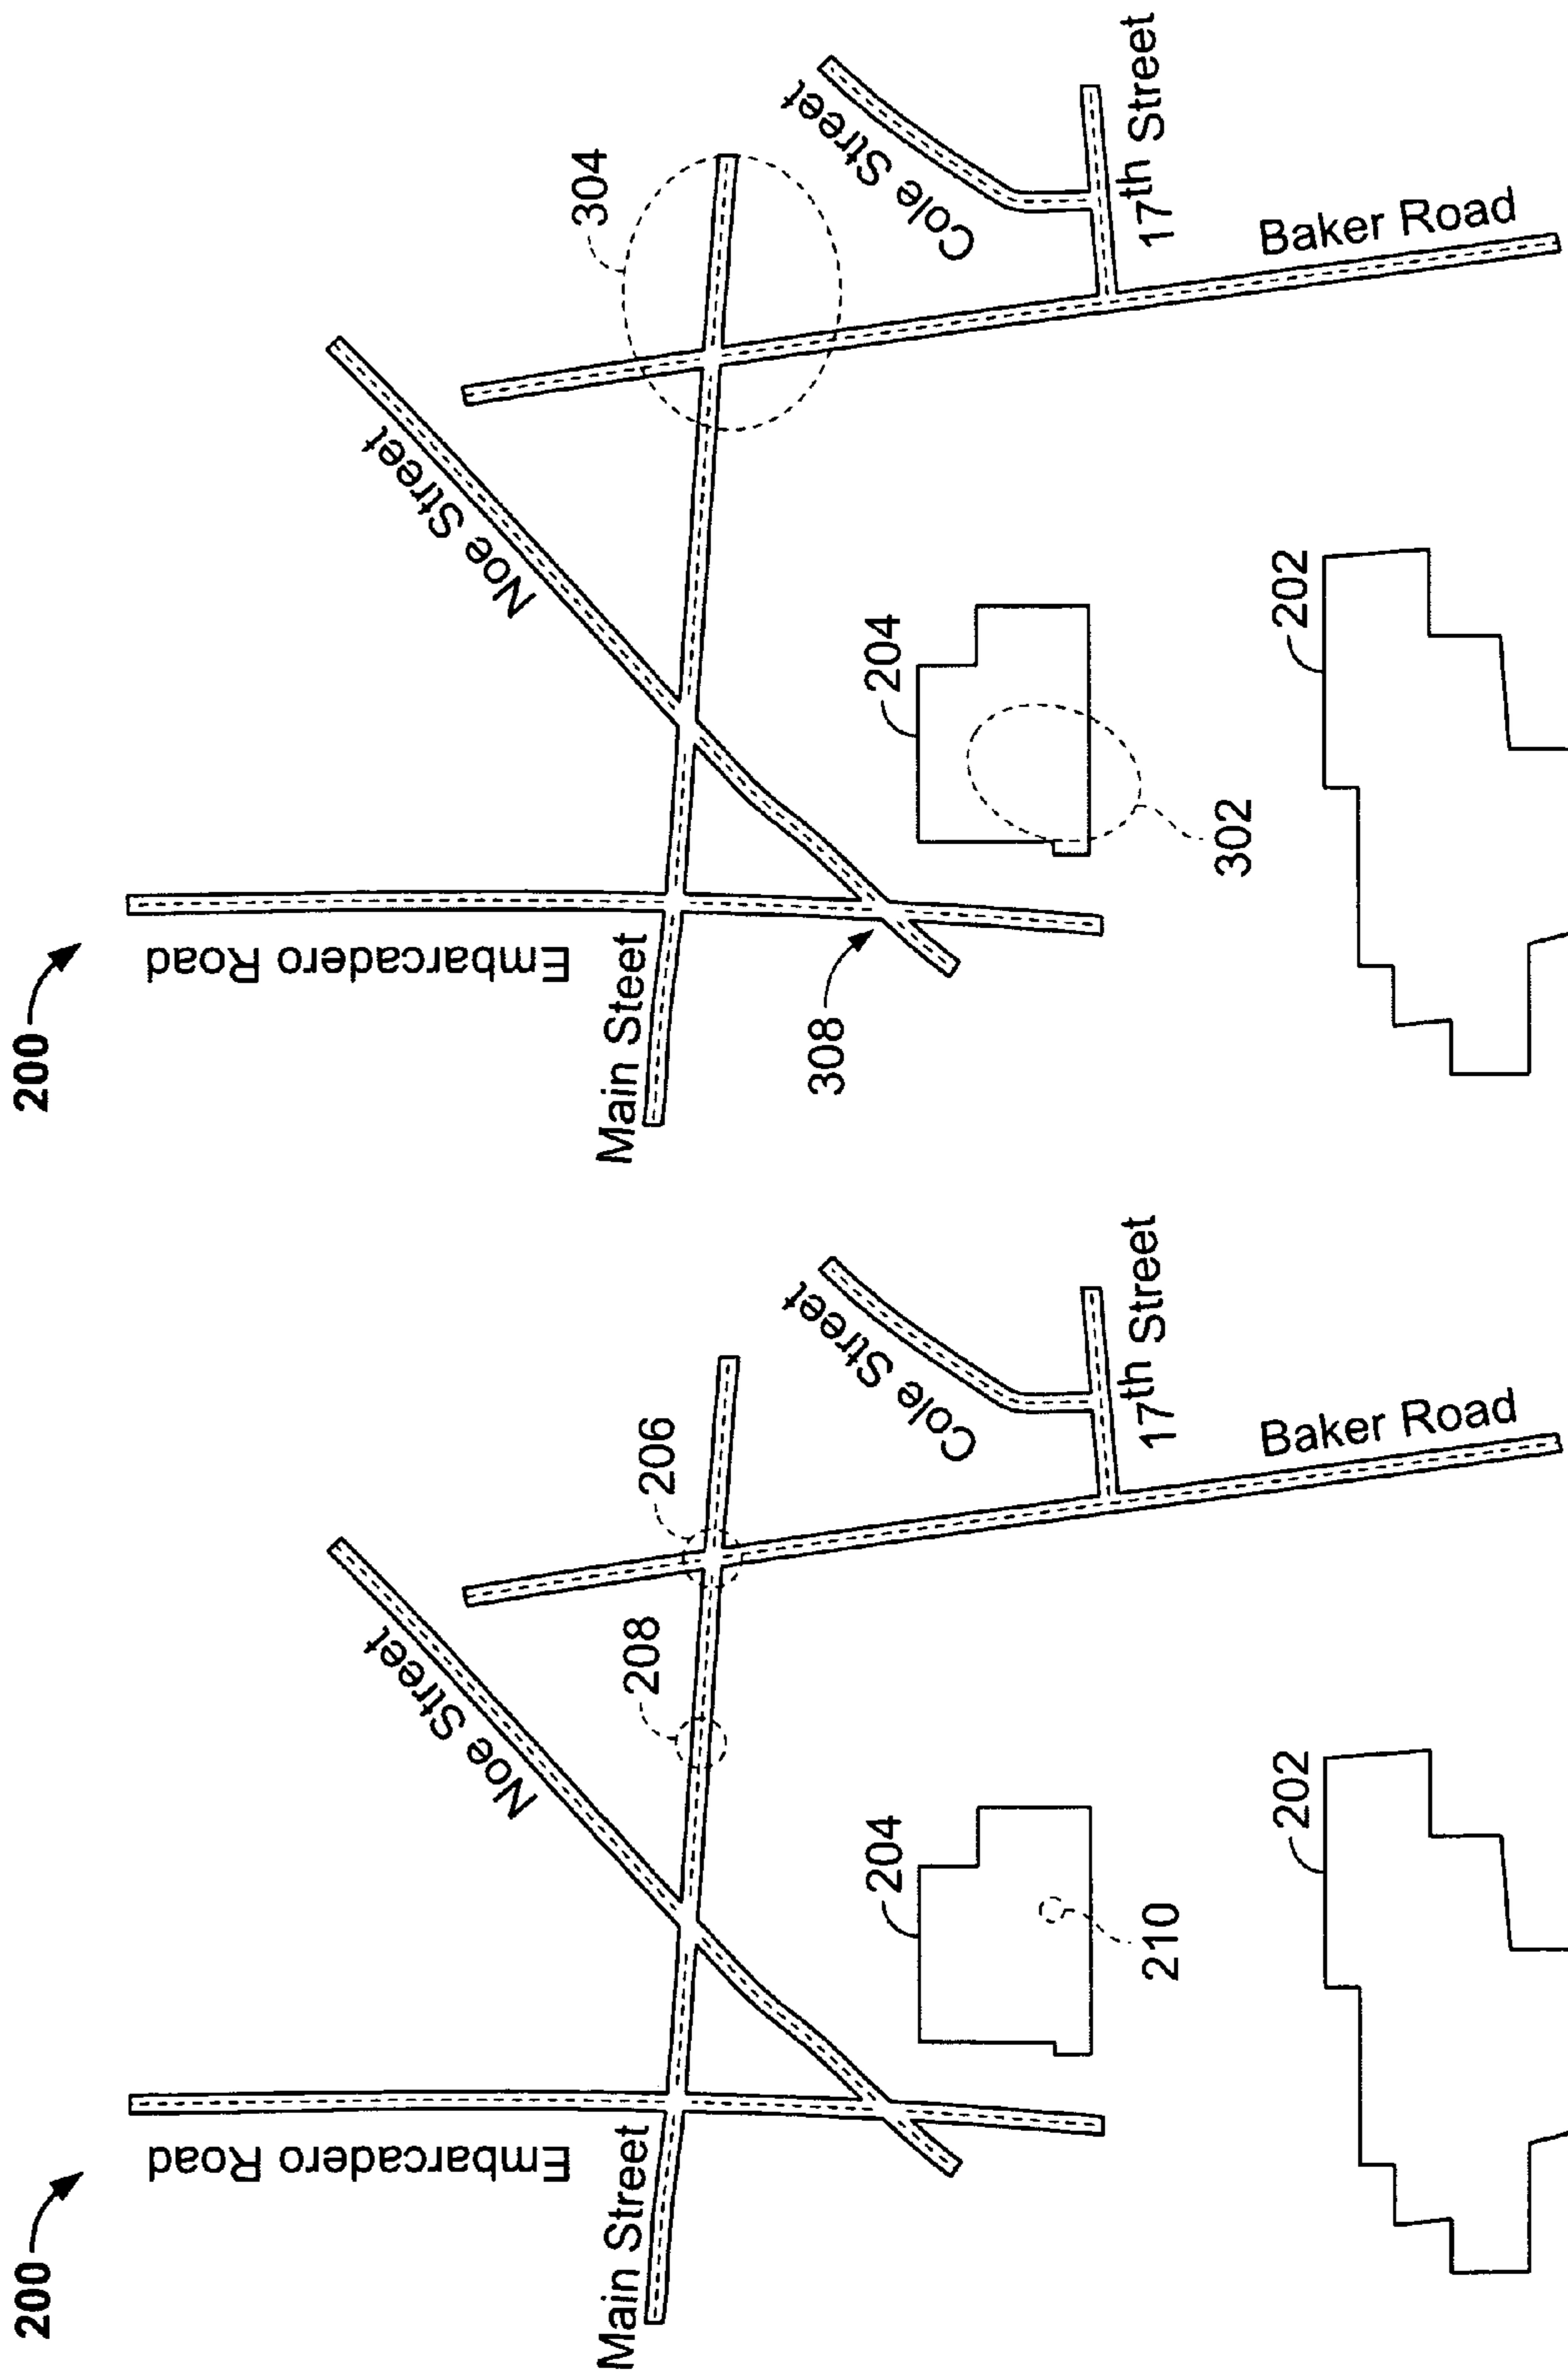 200
Embarcadero Road
Main Street
Noe Street
208
206
Cole Street
17th Street
Baker Road
204
210
202
200
Embarcadero Road
Main Steet
308
Noe Street
304
Cole Street
17th Street
Baker Road
204
302
202